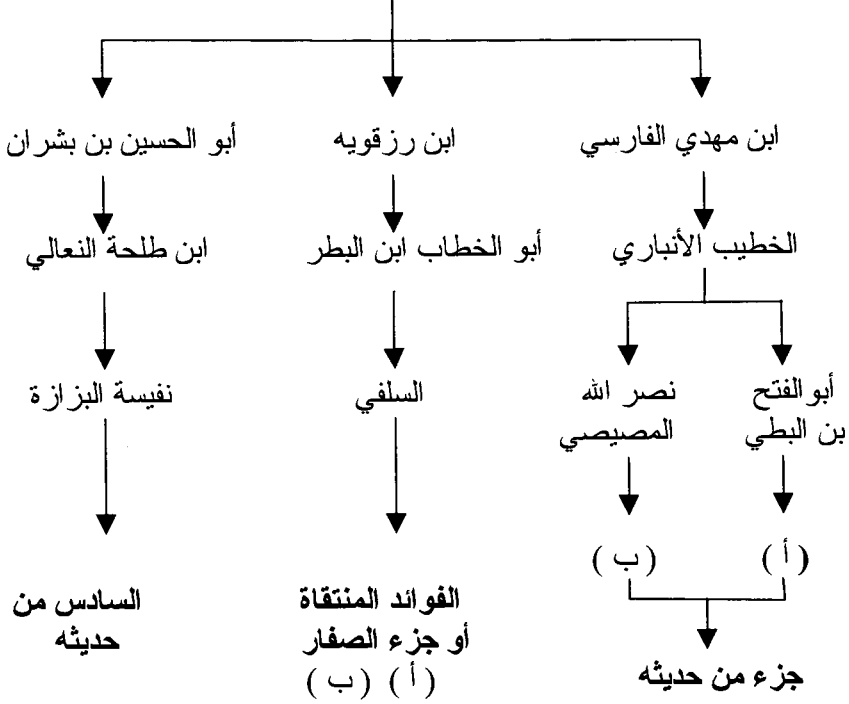 ابن مهدي الفارسي
ابن رزقويه
أبو الحسين بن بشران
الخطيب الأنباري
أبو الخطاب ابن البطر
ابن طلحة النعالي
أبو الفتح
بن البطي
نصر الله
المصيصي
السلفي
نفيسة البزازة
( أ )
( ب )
جزء من حديثه
الفوائد المنتقاة
أو جزء الصفار
( أ ) ( ب )
السادس من
حديثه